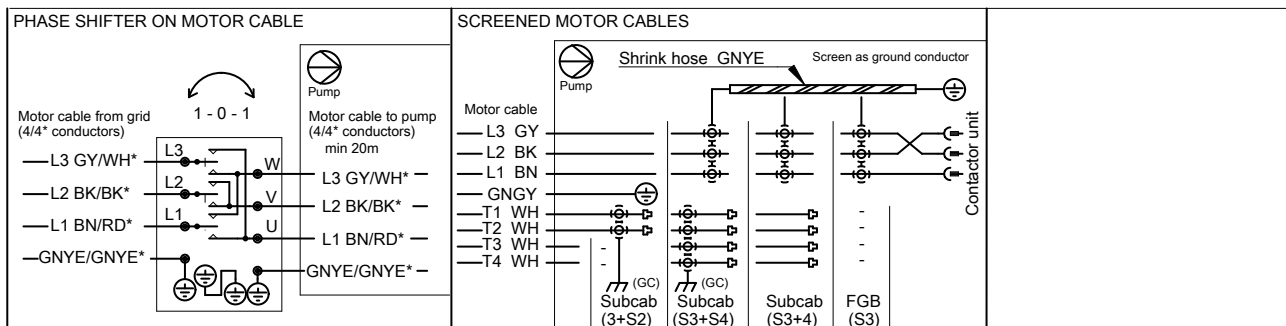 PHASE SHIFTER ON MOTOR CABLE
Pump
1 - 0 - 1
Motor cable from grid
(4/4* conductors)
Motor cable to pump
(4/4* conductors)
min 20m
L3 GY/WH*
L3
W
L3 GY/WH*
L2 BK/BK*
L2
V
L2 BK/BK*
L1 BN/RD*
L1
U
L1 BN/RD*
GNYE/GNYE*
GNYE/GNYE*
SCREENED MOTOR CABLES
Pump
Shrink hose GNYE
Screen as ground conductor
Motor cable
L3 GY
L2 BK
L1 BN
GNGY
T1 WH
T2 WH
T3 WH
T4 WH
-
-
-
-
-
-
Contactor unit
(GC)
(GC)
Subcab
(3+S2)
Subcab
(S3+S4)
Subcab
(S3+4)
FGB
(S3)